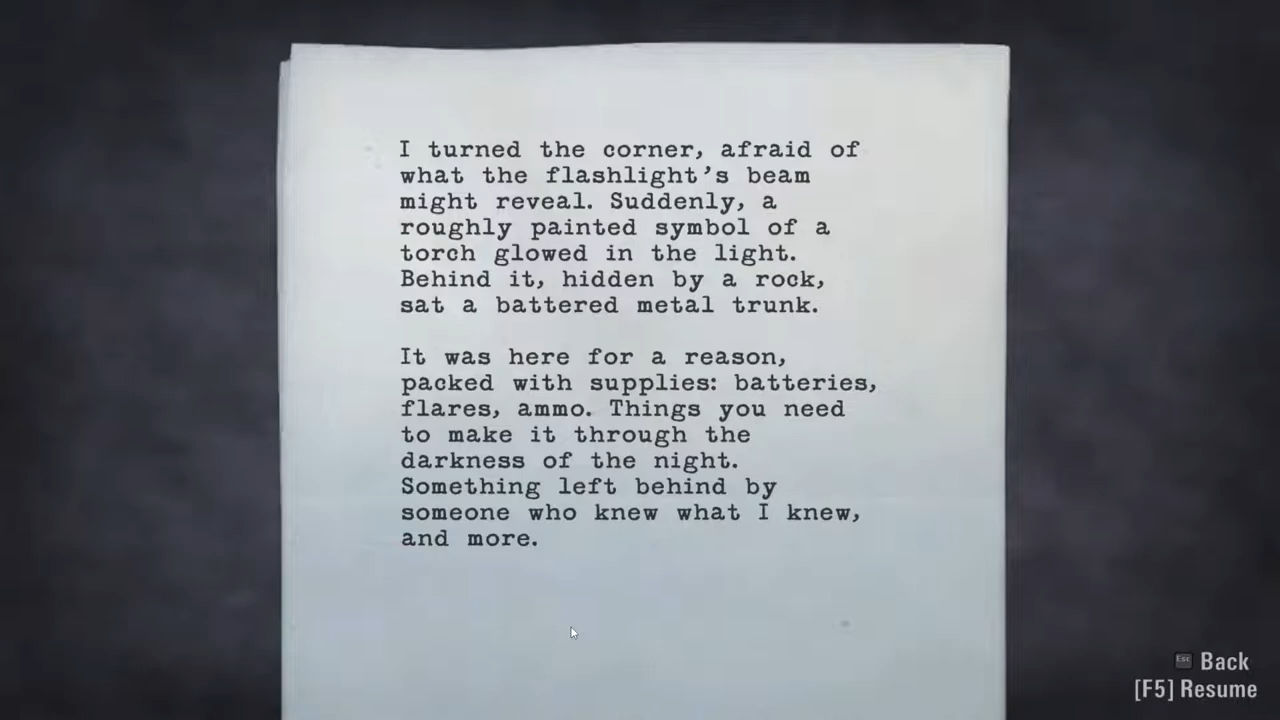 I turned the corner, afraid of
what the flashlight’s beam
might reveal. Suddenly, a
roughly painted symbol of a
torch glowed in the light.
Behind it, hidden by a rock,
sat a battered metal trunk.
It was here for a reason,
packed with supplies: batteries,
flares, ammo. Things you need
to make it through the
darkness of the night.
Something left behind by
someone who knew what I knew,
and more.
Esc Back
[F5] Resume